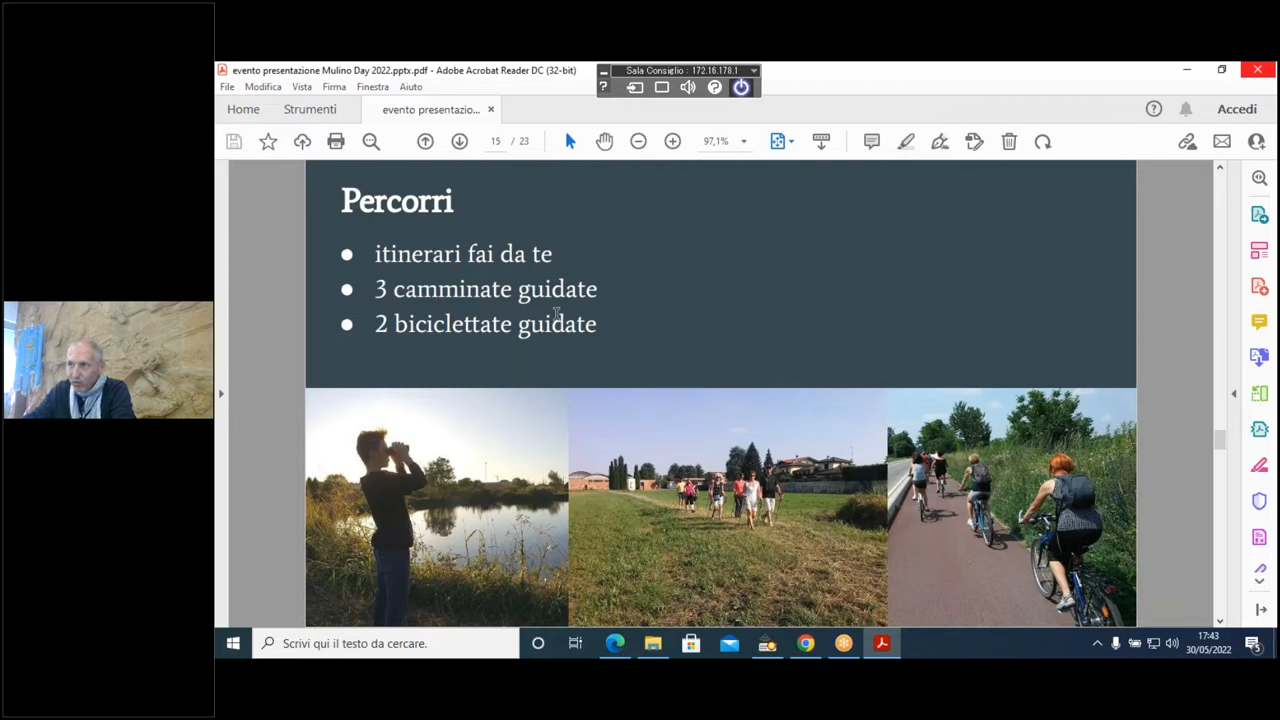 evento presentazione Mulino Day 2022.pptx.pdf - Adobe Acrobat Reader DC (32-bit)
Sala Consiglio : 172.16.178.1
File Modifica Vista Firma Finestra Aiuto
Home Strumenti evento presentazio... Accedi
15 / 23 97,1%
Percorri
itinerari fai da te
3 camminate guidate
2 biciclettate guidate
Scrivi qui il testo da cercare.
17:43
30/05/2022
5